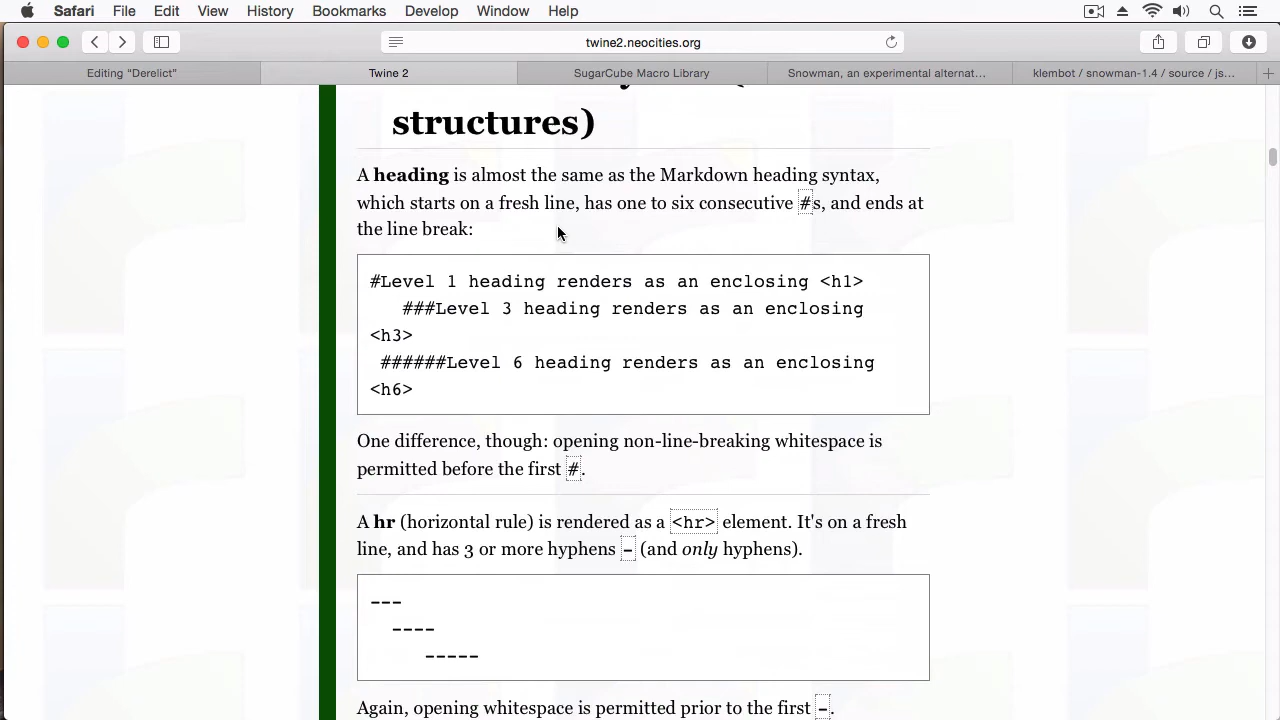 Safari File Edit View History Bookmarks Develop Window Help
twine2.neocities.org
Editing “Derelict” Twine 2 SugarCube Macro Library Snowman, an experimental alternat... klembot / snowman-1.4 / source / js...
structures)
A heading is almost the same as the Markdown heading syntax,
which starts on a fresh line, has one to six consecutive #s, and ends at
the line break:
#Level 1 heading renders as an enclosing <h1>
###Level 3 heading renders as an enclosing
<h3>
######Level 6 heading renders as an enclosing
<h6>
One difference, though: opening non-line-breaking whitespace is
permitted before the first #.
A hr (horizontal rule) is rendered as a <hr> element. It's on a fresh
line, and has 3 or more hyphens - (and only hyphens).
---
----
-----
Again, opening whitespace is permitted prior to the first -.